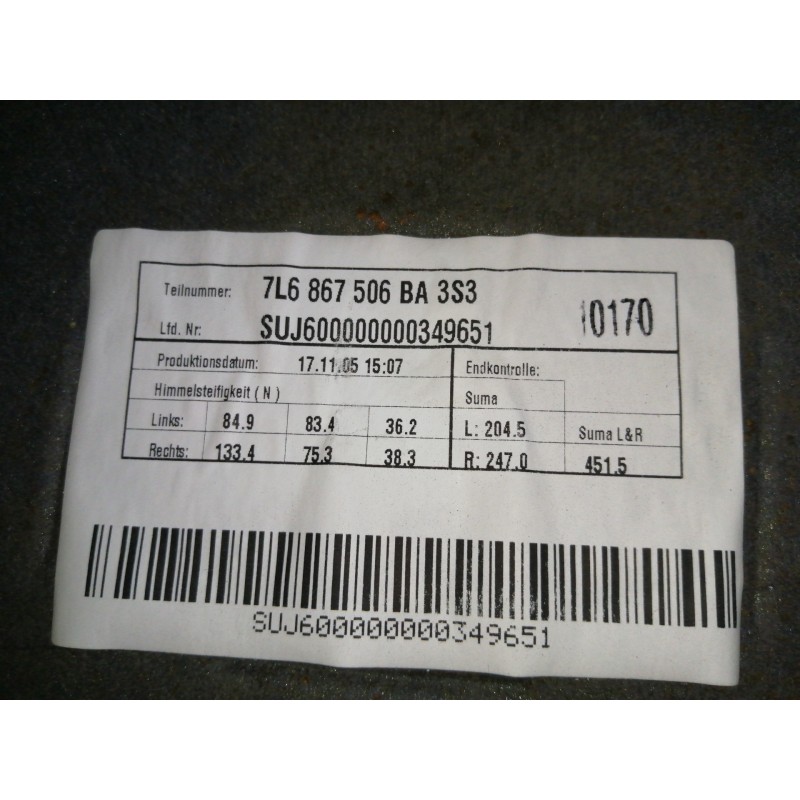 Teilnummer: 7L6 867 506 BA 3S3
Lfd. Nr: SUJ600000000349651 10170
Produktionsdatum: 17.11.05 15:07 Endkontrolle:
Himmelsteifigkeit ( N ) Suma
Links: 84.9 83.4 36.2 L: 204.5 Suma L&R
Rechts: 133.4 75.3 38.3 R: 247.0 451.5
SUJ600000000349651